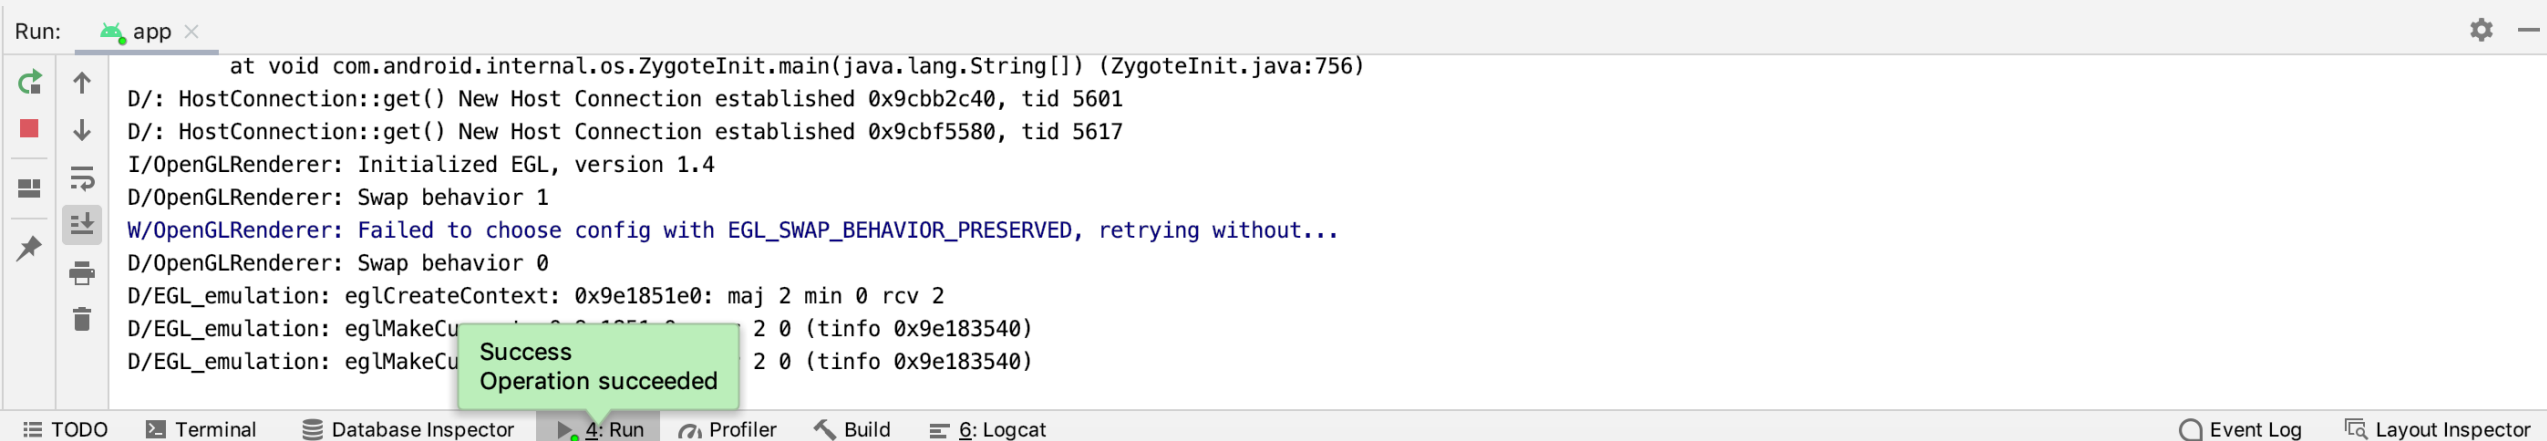 Run: app
at void com.android.internal.os.ZygoteInit.main(java.lang.String[]) (ZygoteInit.java:756)
D/: HostConnection::get() New Host Connection established 0x9cbb2c40, tid 5601
D/: HostConnection::get() New Host Connection established 0x9cbf5580, tid 5617
I/OpenGLRenderer: Initialized EGL, version 1.4
D/OpenGLRenderer: Swap behavior 1
W/OpenGLRenderer: Failed to choose config with EGL_SWAP_BEHAVIOR_PRESERVED, retrying without...
D/OpenGLRenderer: Swap behavior 0
D/EGL_emulation: eglCreateContext: 0x9e1851e0: maj 2 min 0 rcv 2
D/EGL_emulation: eglMakeCu 2 0 (tinfo 0x9e183540)
D/EGL_emulation: eglMakeCu 2 0 (tinfo 0x9e183540)
Success
Operation succeeded
TODO Terminal Database Inspector 4: Run Profiler Build 6: Logcat Event Log Layout Inspector